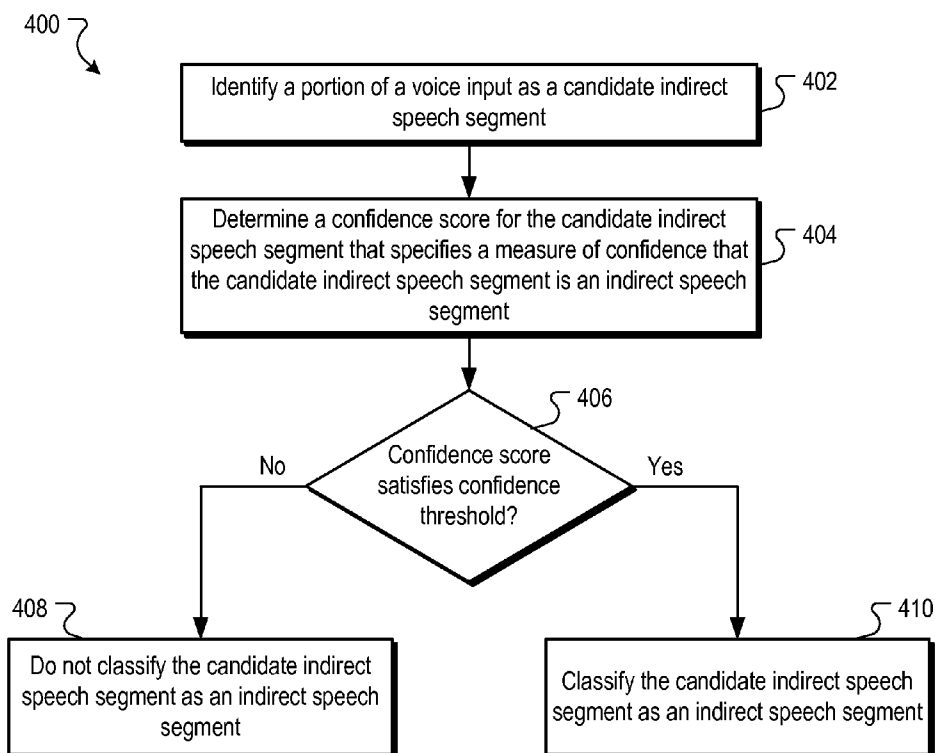 400
Identify a portion of a voice input as a candidate indirect
speech segment
402
Determine a confidence score for the candidate indirect
speech segment that specifies a measure of confidence that
the candidate indirect speech segment is an indirect speech
segment
404
406
Confidence score
satisfies confidence
threshold?
No
Yes
408
Do not classify the candidate indirect
speech segment as an indirect speech
segment
410
Classify the candidate indirect speech
segment as an indirect speech segment